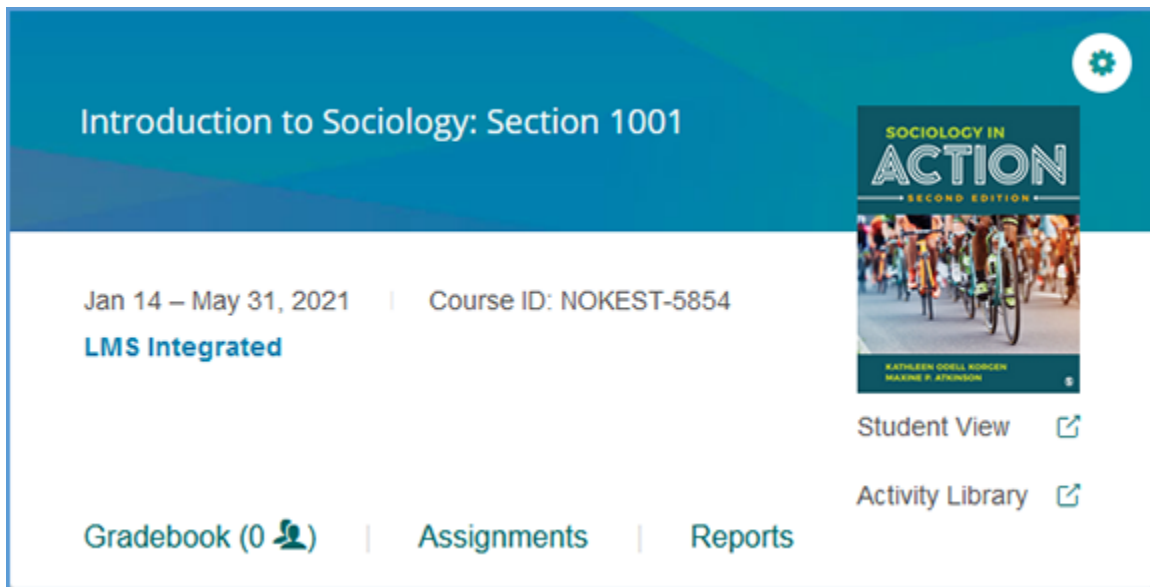 Introduction to Sociology: Section 1001
SOCIOLOGY IN
ACTION
SECOND EDITION
KATHLEEN ODELL KORGEN
MAXINE P. ATKINSON
Jan 14 – May 31, 2021 | Course ID: NOKEST-5854
LMS Integrated
Student View
Activity Library
Gradebook (0 ) | Assignments | Reports